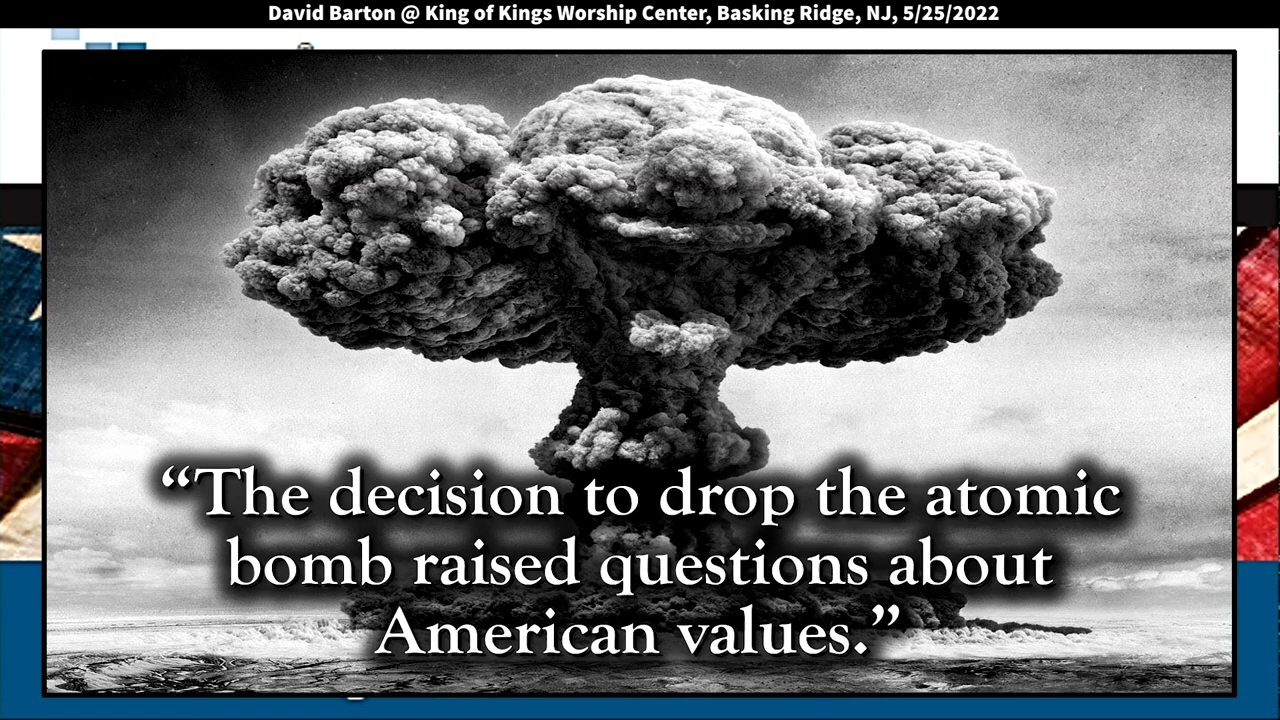 David Barton @ King of Kings Worship Center, Basking Ridge, NJ, 5/25/2022
“The decision to drop the atomic
bomb raised questions about
American values.”